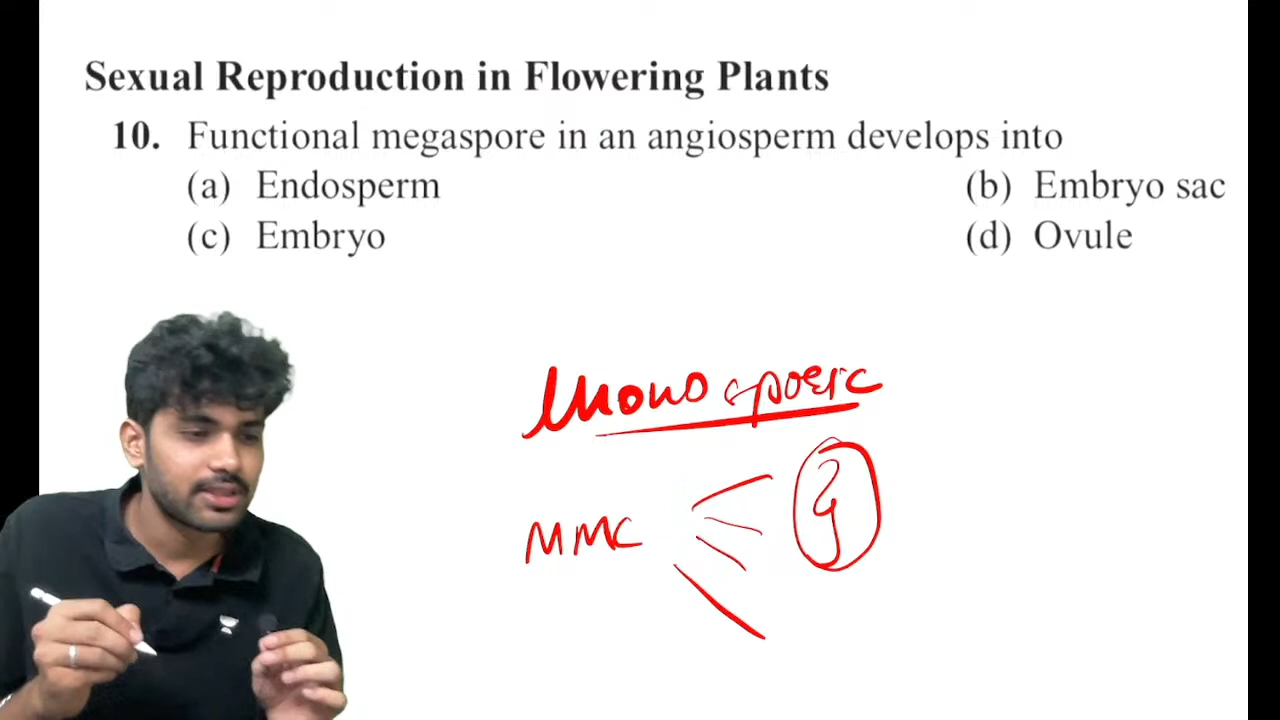 Sexual Reproduction in Flowering Plants
10. Functional megaspore in an angiosperm develops into
(a) Endosperm (b) Embryo sac
(c) Embryo (d) Ovule
Monosporic
MMC